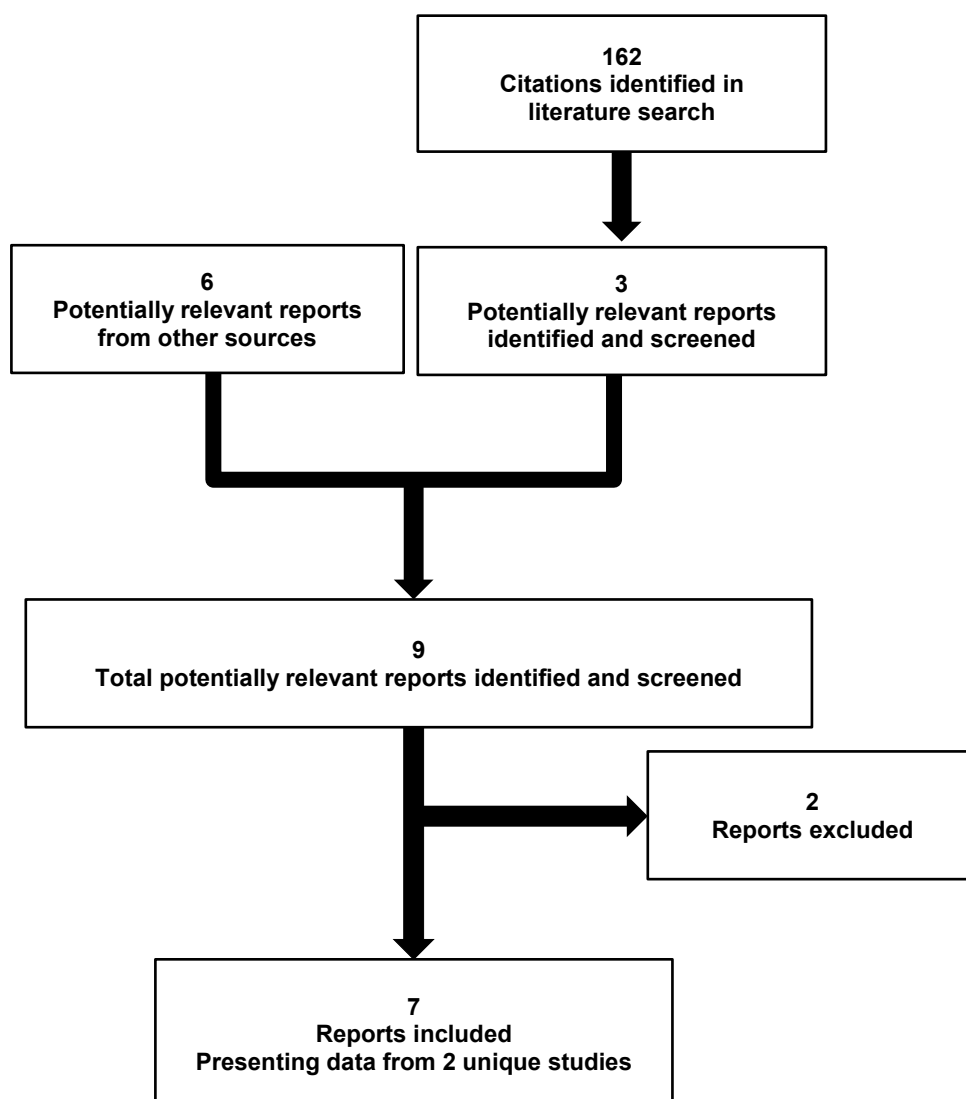 162
Citations identified in
literature search
6
Potentially relevant reports
from other sources
3
Potentially relevant reports
identified and screened
9
Total potentially relevant reports identified and screened
2
Reports excluded
7
Reports included
Presenting data from 2 unique studies